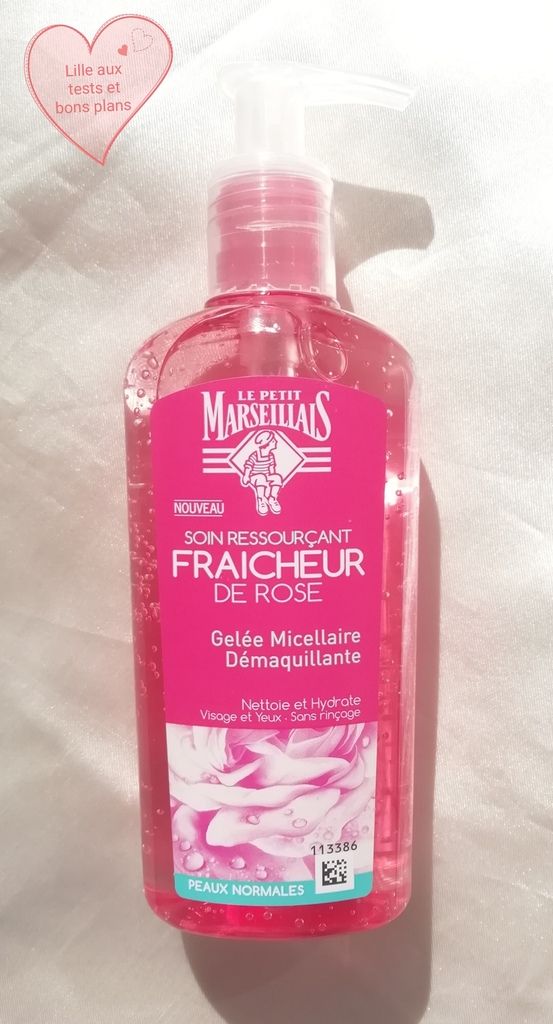 Lille aux
tests et
bons plans
LE PETIT
MARSEILLAIS
NOUVEAU
SOIN RESSOURÇANT
FRAICHEUR
DE ROSE
Gelée Micellaire
Démaquillante
Nettoie et Hydrate
Visage et Yeux . Sans rinçage
113386
PEAUX NORMALES